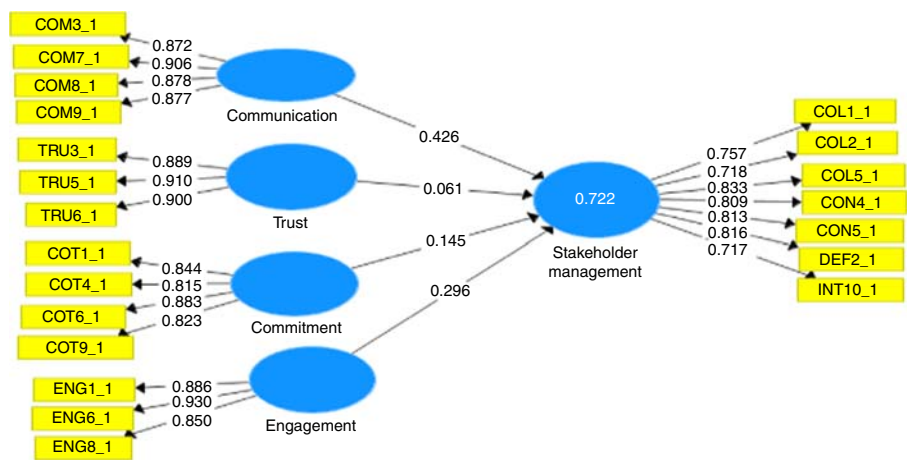 COM3_1
COM7_1
COM8_1
COM9_1
0.872
0.906
0.878
0.877
Communication
TRU3_1
TRU5_1
TRU6_1
0.889
0.910
0.900
Trust
COT1_1
COT4_1
COT6_1
COT9_1
0.844
0.815
0.883
0.823
Commitment
ENG1_1
ENG6_1
ENG8_1
0.886
0.930
0.850
Engagement
0.426
0.061
0.145
0.296
0.722
Stakeholder
management
0.757
0.718
0.833
0.809
0.813
0.816
0.717
COL1_1
COL2_1
COL5_1
CON4_1
CON5_1
DEF2_1
INT10_1